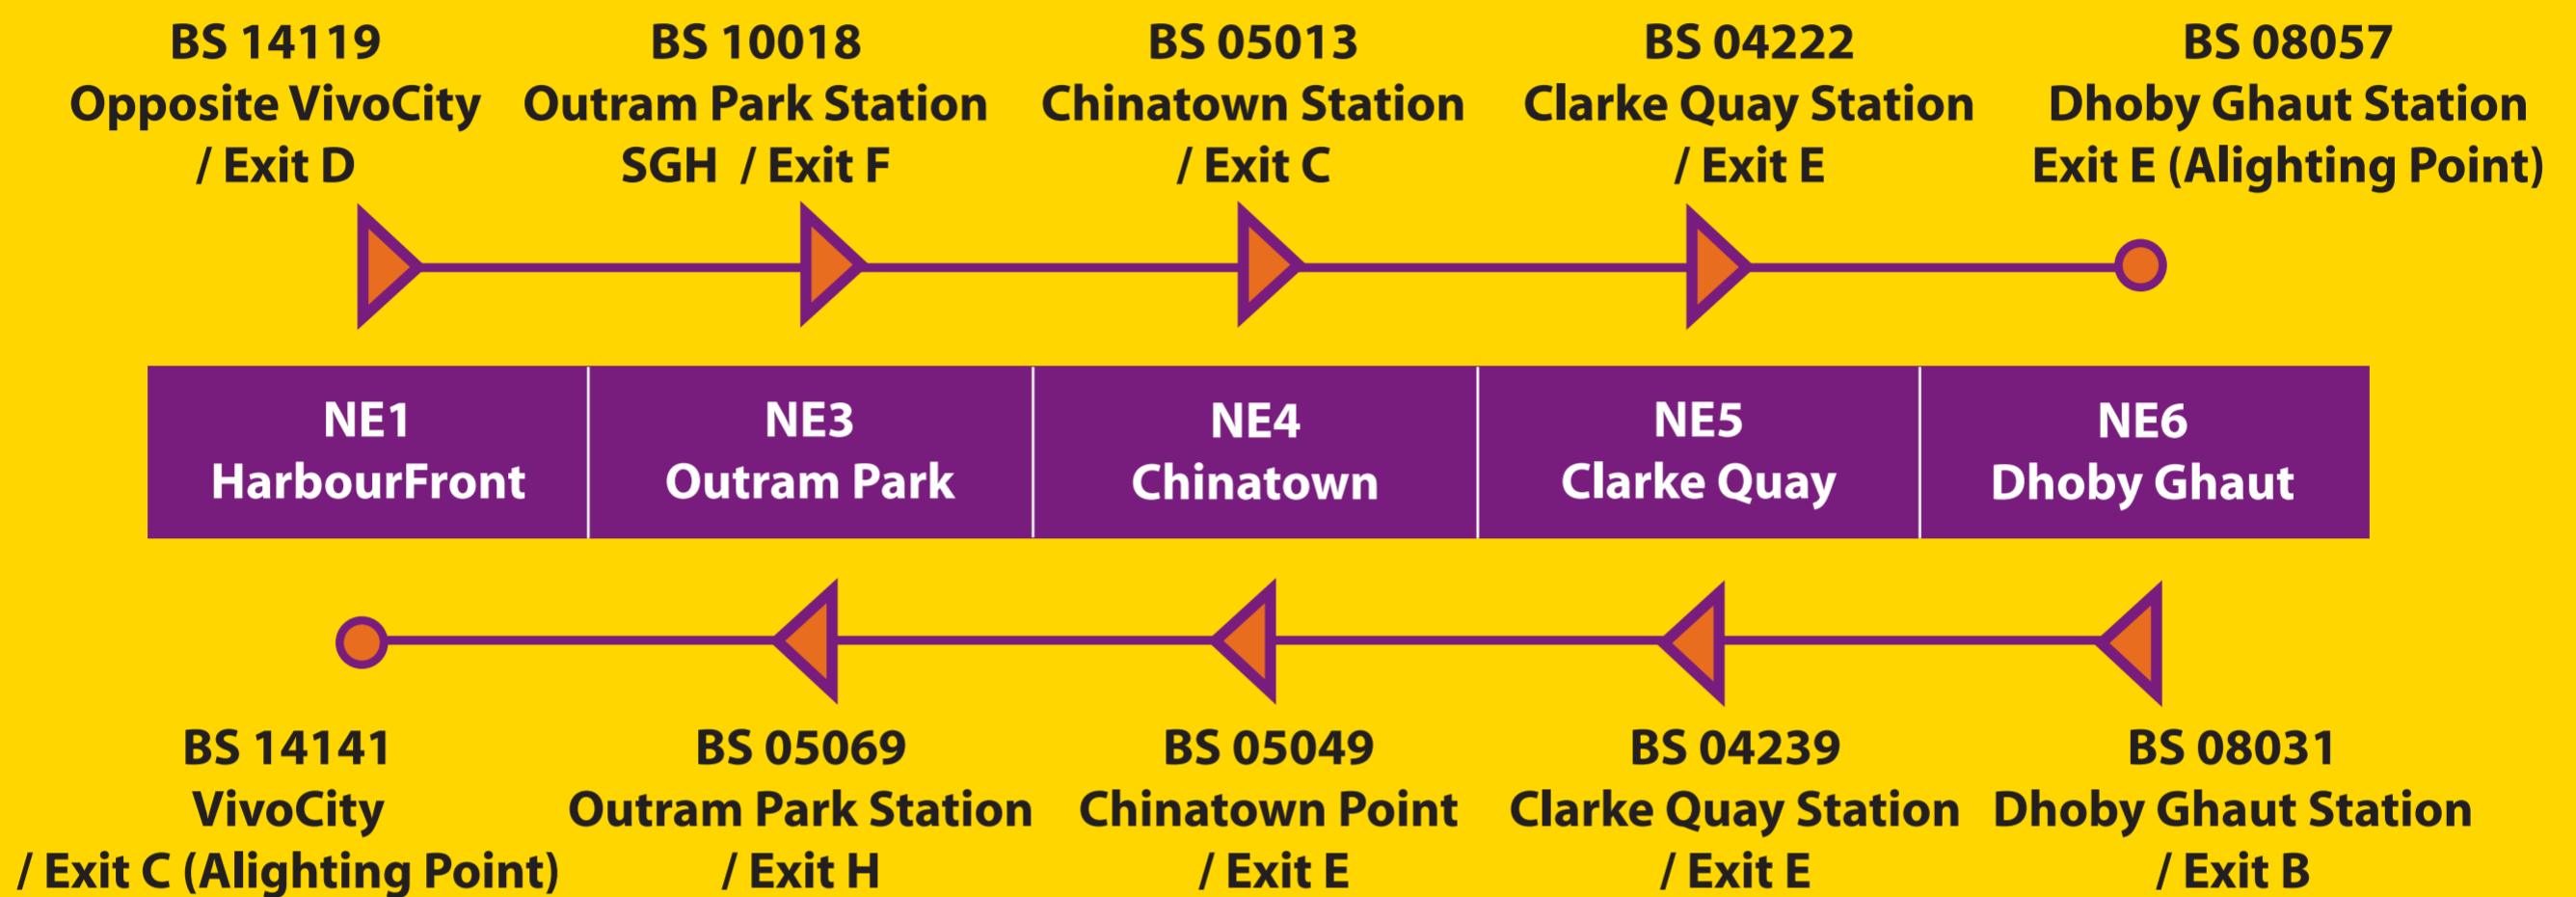 BS 14119
Opposite VivoCity
/ Exit D
BS 10018
Outram Park Station
SGH / Exit F
BS 05013
Chinatown Station
/ Exit C
BS 04222
Clarke Quay Station
/ Exit E
BS 08057
Dhoby Ghaut Station
Exit E (Alighting Point)
NE1
HarbourFront
NE3
Outram Park
NE4
Chinatown
NE5
Clarke Quay
NE6
Dhoby Ghaut
BS 14141
VivoCity
/ Exit C (Alighting Point)
BS 05069
Outram Park Station
/ Exit H
BS 05049
Chinatown Point
/ Exit E
BS 04239
Clarke Quay Station
/ Exit E
BS 08031
Dhoby Ghaut Station
/ Exit B